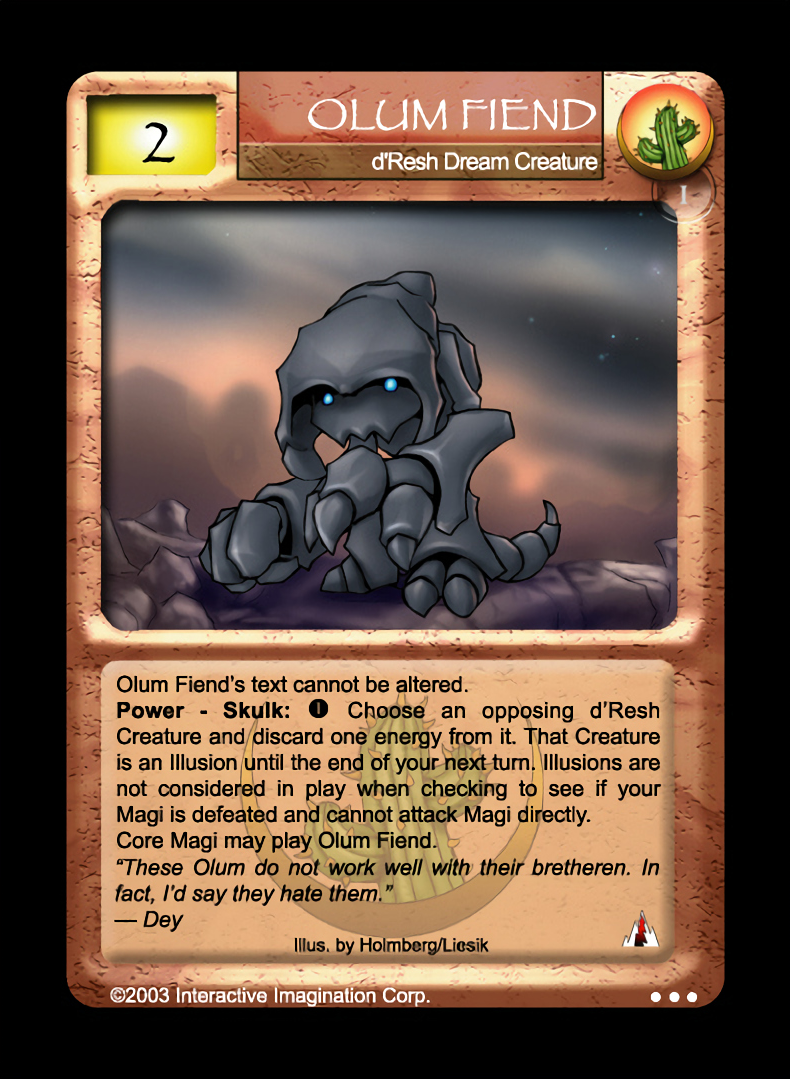 2
OLUM FIEND
d'Resh Dream Creature
I
Olum Fiend's text cannot be altered.
Power - Skulk: ❶ Choose an opposing d'Resh
Creature and discard one energy from it. That Creature
is an Illusion until the end of your next turn. Illusions are
not considered in play when checking to see if your
Magi is defeated and cannot attack Magi directly.
Core Magi may play Olum Fiend.
"These Olum do not work well with their bretheren. In
fact, I'd say they hate them."
— Dey
Illus. by Holmberg/Liesik
©2003 Interactive Imagination Corp.